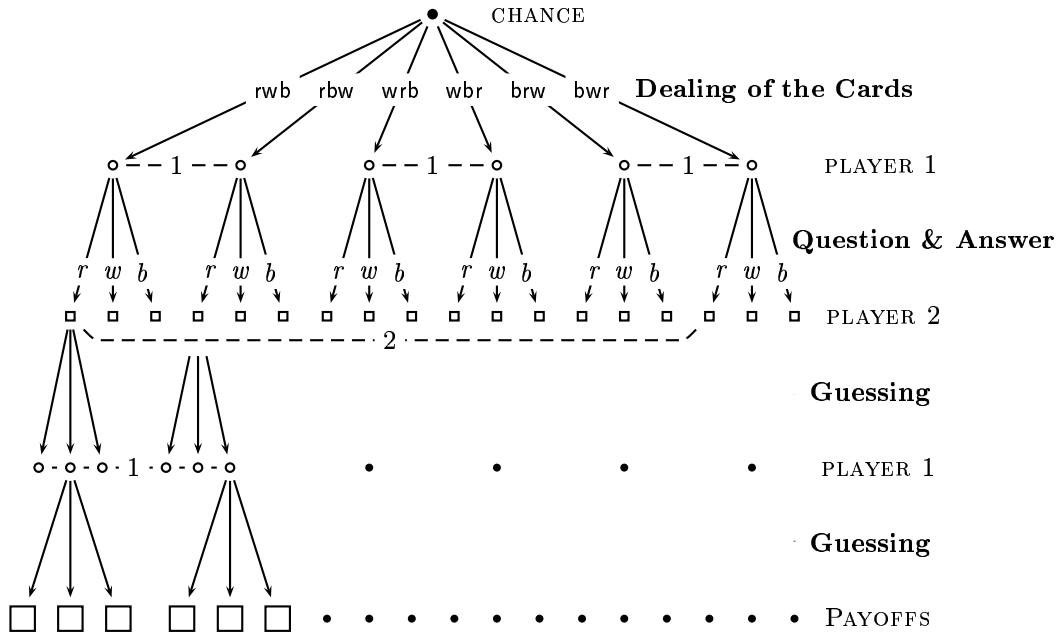 CHANCE
rwb rbw wrb wbr brw bwr Dealing of the Cards
1 1 1 PLAYER 1
Question & Answer
r w b r w b r w b r w b r w b r w b
PLAYER 2
2
Guessing
1 PLAYER 1
Guessing
PAYOFFS